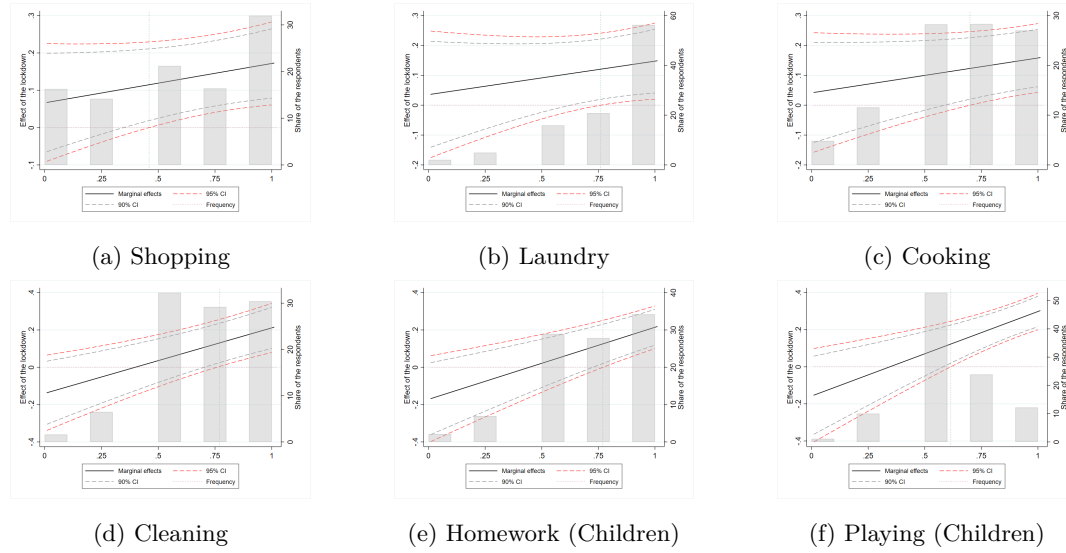 Effect of the lockdown
.3
.2
.1
0
-.1
30
20
10
0
Share of the respondents
0 .25 .5 .75 1
Marginal effects 95% CI
90% CI Frequency
(a) Shopping
Effect of the lockdown
.3
.2
.1
0
-.1
-.2
60
40
20
0
Share of the respondents
0 .25 .5 .75 1
Marginal effects 95% CI
90% CI Frequency
(b) Laundry
Effect of the lockdown
.3
.2
.1
0
-.1
-.2
30
20
10
0
Share of the respondents
0 .25 .5 .75 1
Marginal effects 95% CI
90% CI Frequency
(c) Cooking
Effect of the lockdown
.4
.2
0
-.2
-.4
30
20
10
0
Share of the respondents
0 .25 .5 .75 1
Marginal effects 95% CI
90% CI Frequency
(d) Cleaning
Effect of the lockdown
.4
.2
0
-.2
-.4
40
30
20
10
0
Share of the respondents
0 .25 .5 .75 1
Marginal effects 95% CI
90% CI Frequency
(e) Homework (Children)
Effect of the lockdown
.4
.2
0
-.2
-.4
50
40
30
20
10
0
Share of the respondents
0 .25 .5 .75 1
Marginal effects 95% CI
90% CI Frequency
(f) Playing (Children)